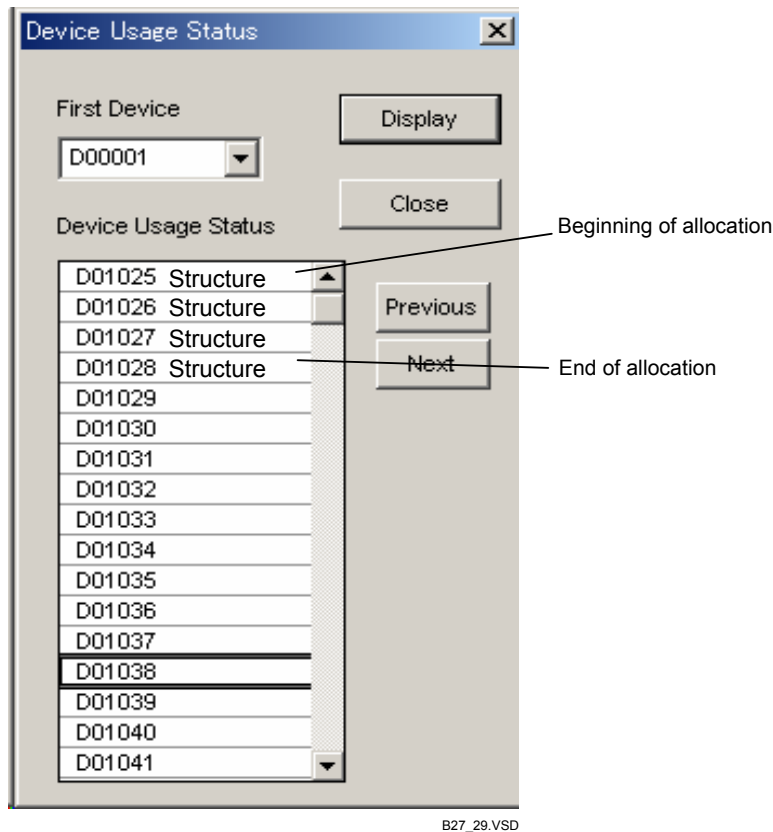 Device Usage Status
First Device
Display
D00001
Close
Device Usage Status
Beginning of allocation
D01025 Structure
D01026 Structure
Previous
D01027 Structure
D01028 Structure
Next
End of allocation
D01029
D01030
D01031
D01032
D01033
D01034
D01035
D01036
D01037
D01038
D01039
D01040
D01041
B27_29.VSD